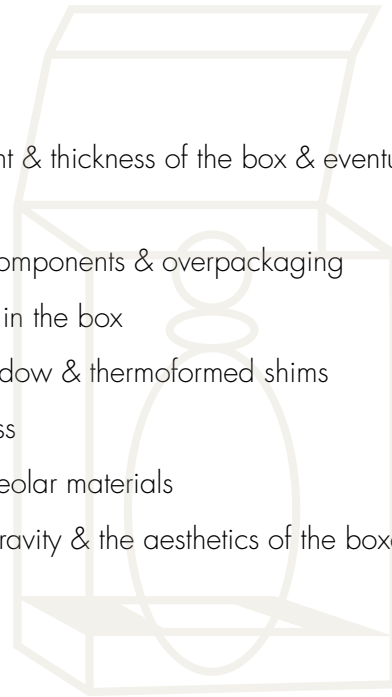 nt & thickness of the box & eventu
omponents & overpackaging
in the box
dow & thermoformed shims
ss
eolar materials
ravity & the aesthetics of the box